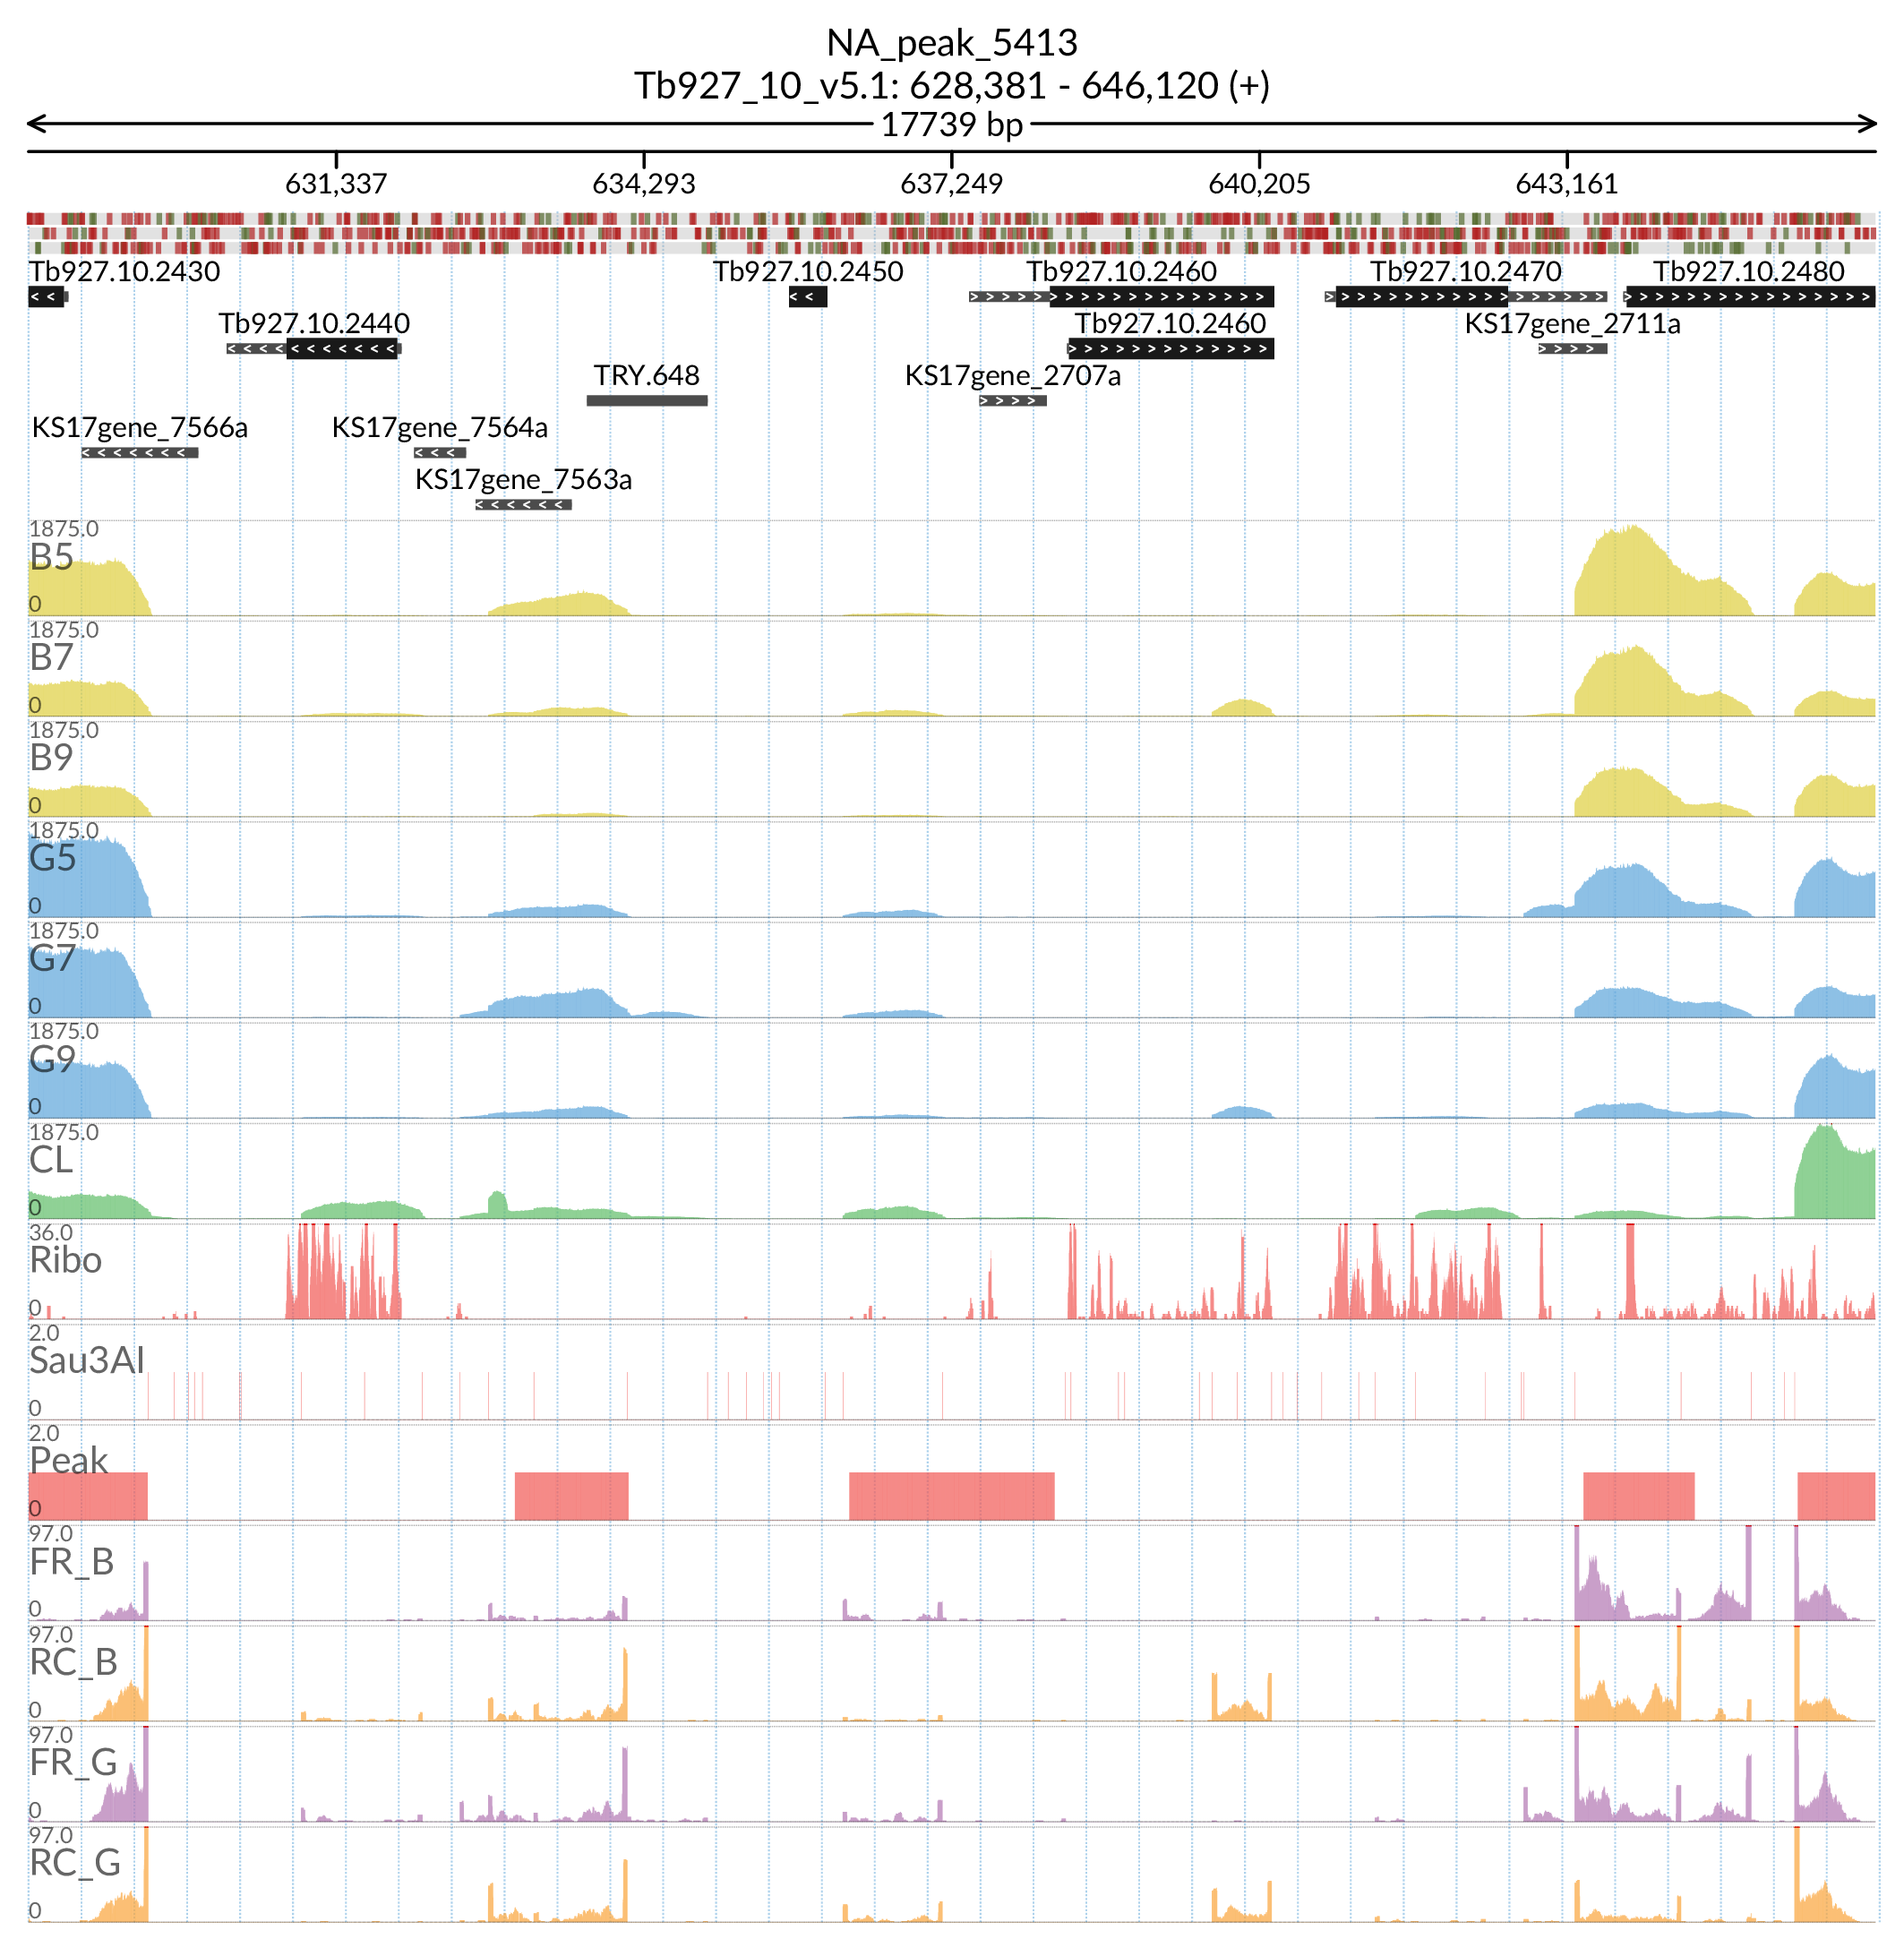 NA_peak_5413
Tb927_10_v5.1: 628,381 - 646,120 (+)
17739 bp
631,337 634,293 637,249 640,205 643,161
Tb927.10.2430 Tb927.10.2450 Tb927.10.2460 Tb927.10.2470 Tb927.10.2480
Tb927.10.2440 Tb927.10.2460 KS17gene_2711a
TRY.648 KS17gene_2707a
KS17gene_7566a KS17gene_7564a
KS17gene_7563a
1875.0
B5
0
1875.0
B7
0
1875.0
B9
0
1875.0
G5
0
1875.0
G7
0
1875.0
G9
0
1875.0
CL
0
36.0
Ribo
0
2.0
Sau3AI
0
2.0
Peak
0
97.0
FR_B
0
97.0
RC_B
0
97.0
FR_G
0
97.0
RC_G
0